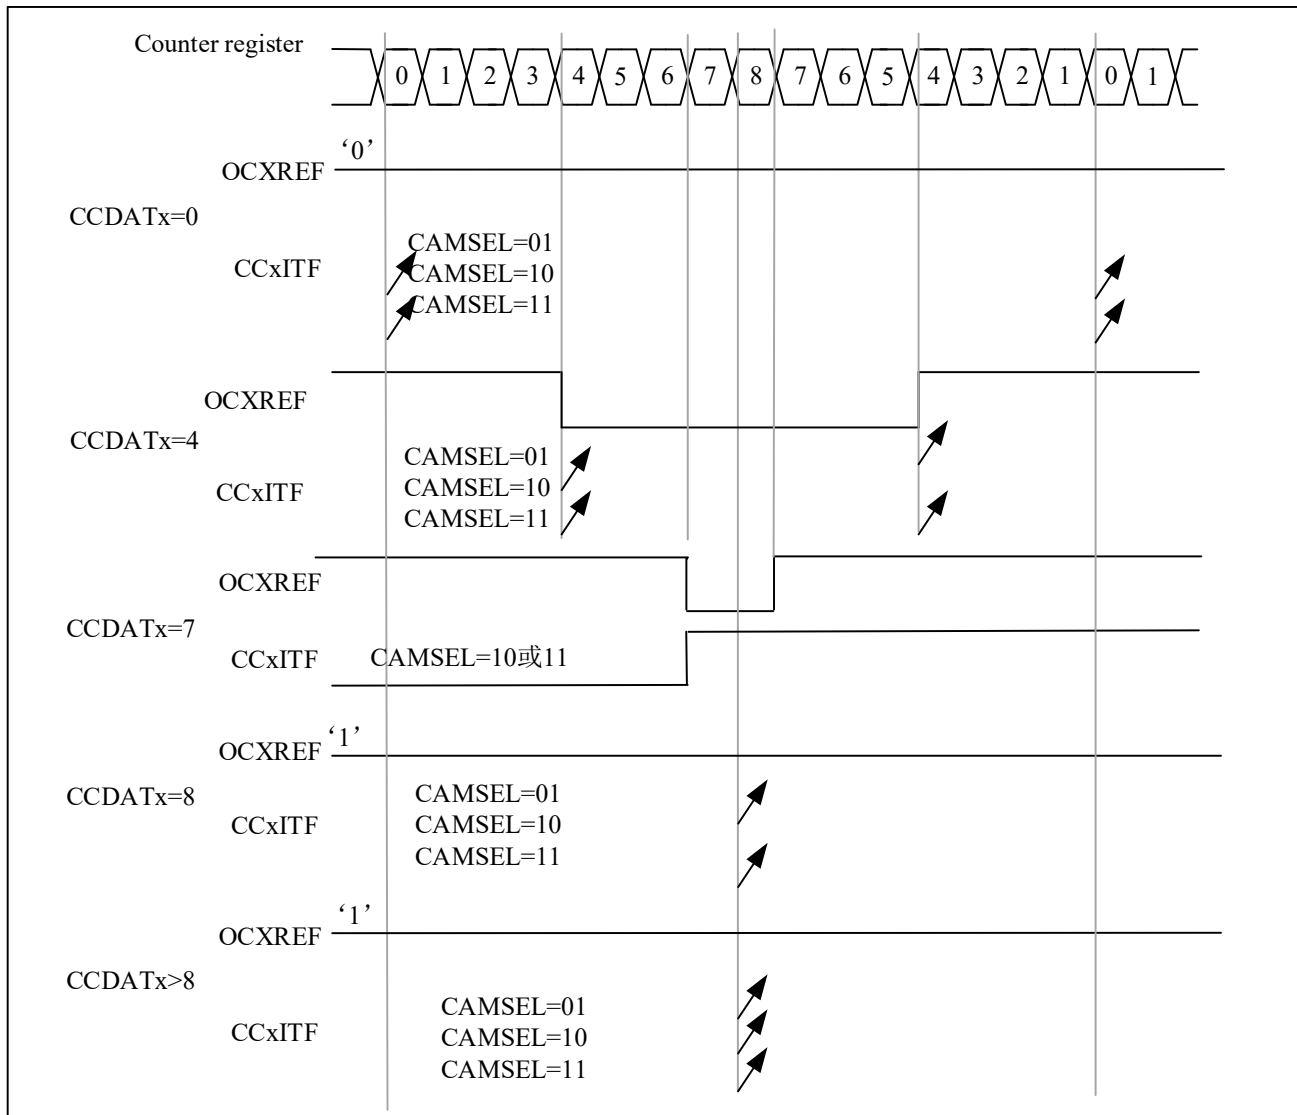 Counter register
0 1 2 3 4 5 6 7 8 7 6 5 4 3 2 1 0 1
‘0’
OCXREF
CCDATx=0
CAMSEL=01
CCxITF
CAMSEL=10
CAMSEL=11
OCXREF
CCDATx=4
CAMSEL=01
CCxITF
CAMSEL=10
CAMSEL=11
OCXREF
CCDATx=7
CCxITF
CAMSEL=10或11
‘1’
OCXREF
CCDATx=8
CAMSEL=01
CCxITF
CAMSEL=10
CAMSEL=11
‘1’
OCXREF
CCDATx>8
CAMSEL=01
CCxITF
CAMSEL=10
CAMSEL=11